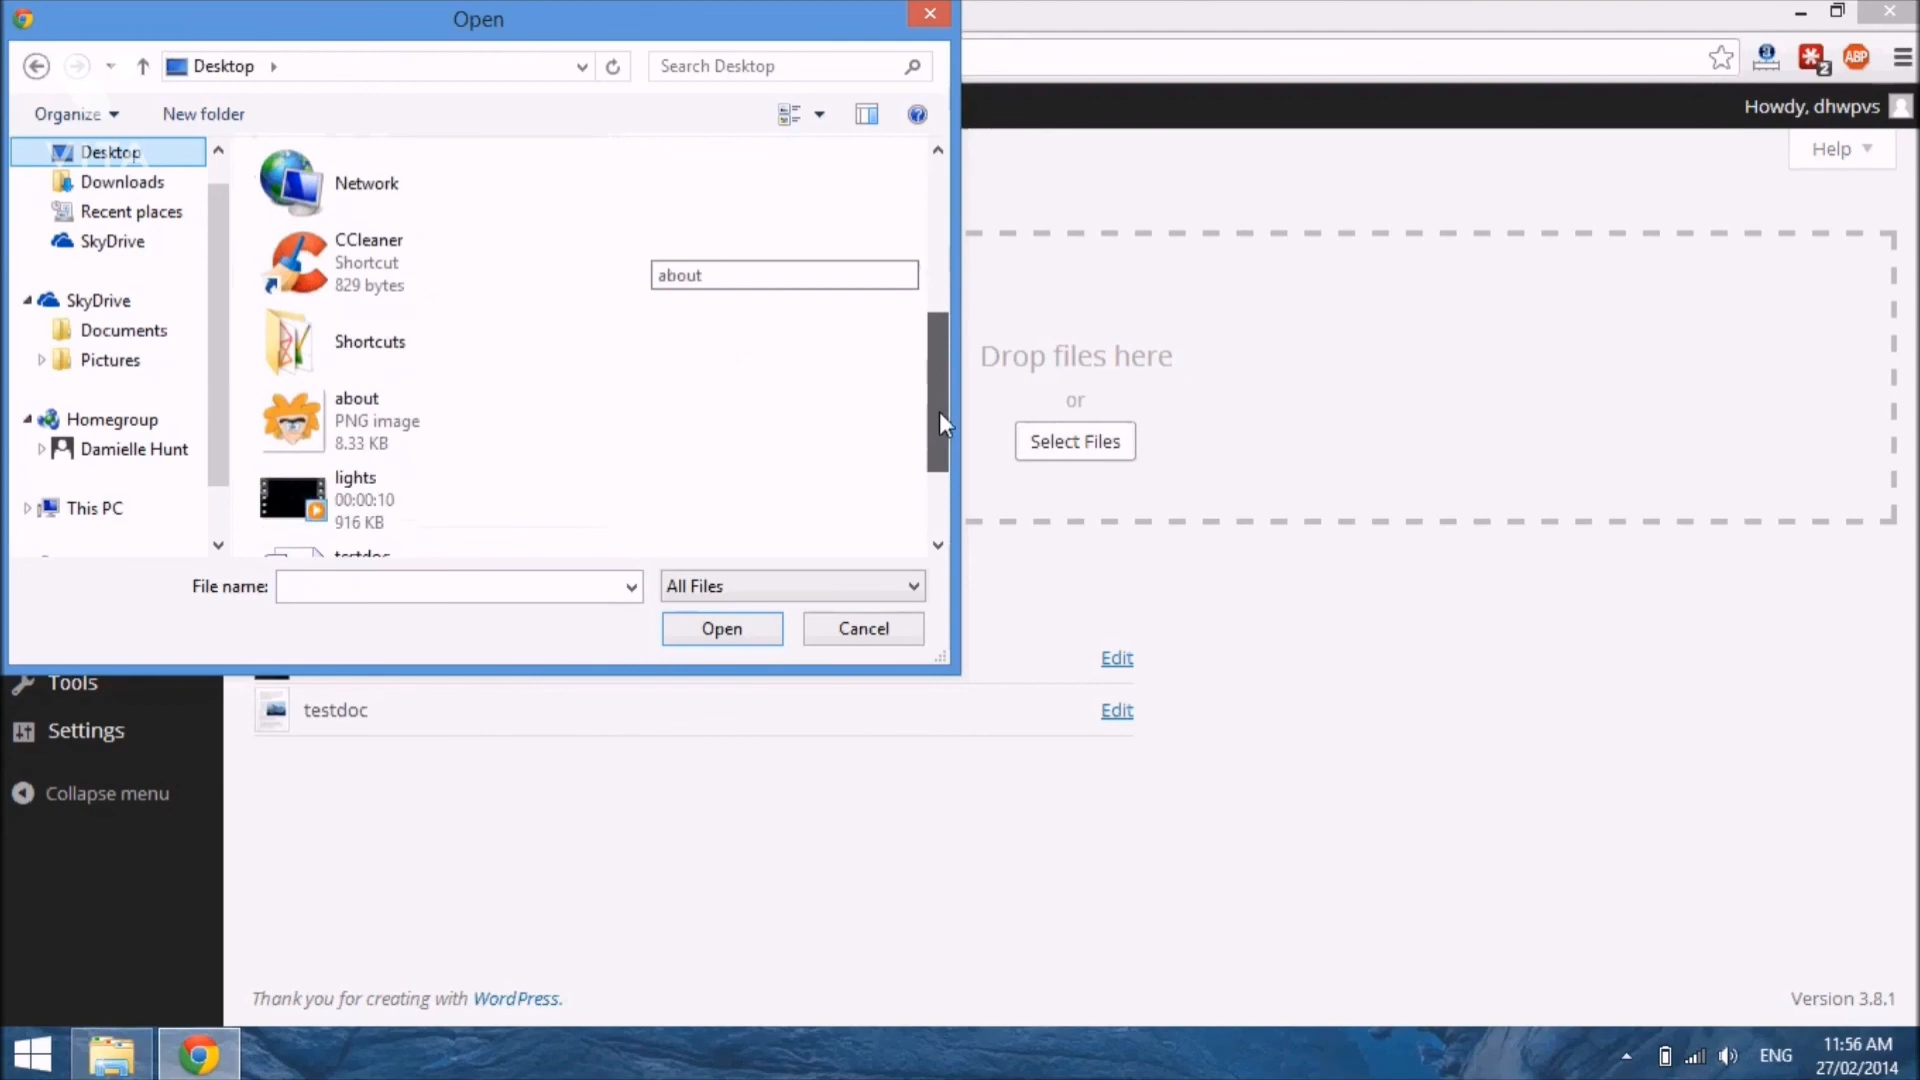 Open
Desktop
Search Desktop
Organize
New folder
Howdy, dhwpvs
Help
Desktop
Downloads
Recent places
SkyDrive
SkyDrive
Documents
Pictures
Homegroup
Damielle Hunt
This PC
Network
CCleaner
Shortcut
829 bytes
Shortcuts
about
PNG image
8.33 KB
lights
00:00:10
916 KB
testdoc
about
Drop files here
or
Select Files
File name:
All Files
Open
Cancel
Edit
testdoc
Edit
Tools
Settings
Collapse menu
Thank you for creating with WordPress.
Version 3.8.1
ABP
2
ENG
11:56 AM
27/02/2014